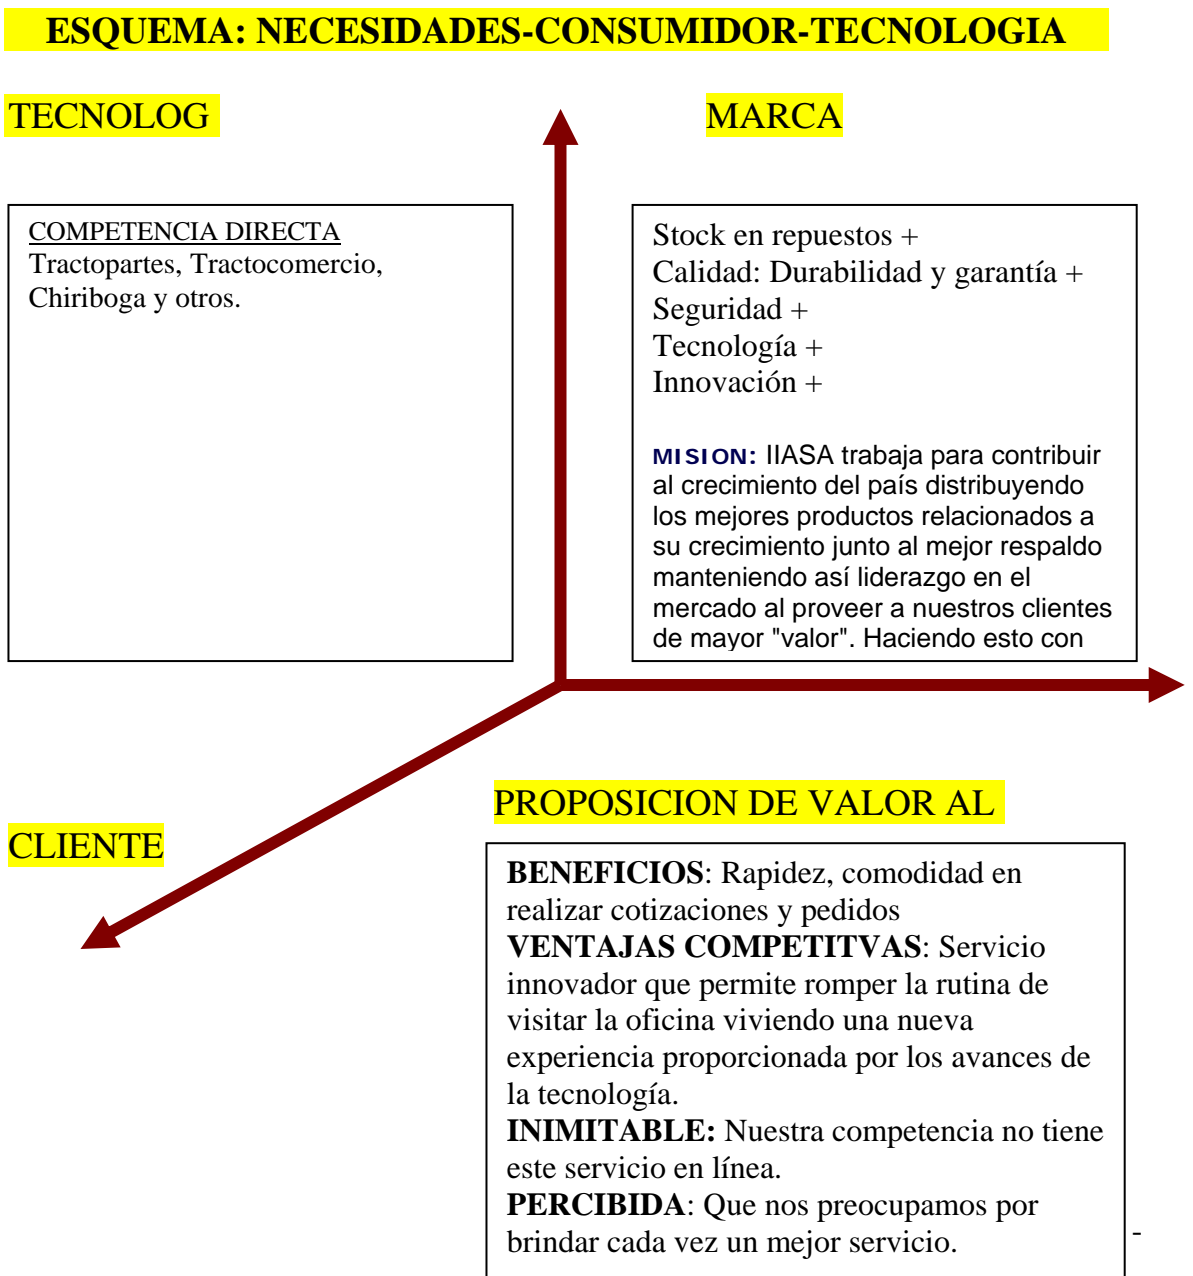 ESQUEMA: NECESIDADES-CONSUMIDOR-TECNOLOGIA
TECNOLOG
MARCA
COMPETENCIA DIRECTA
Tractopartes, Tractocomercio,
Chiriboga y otros.
Stock en repuestos +
Calidad: Durabilidad y garantía +
Seguridad +
Tecnología +
Innovación +
MISION: IIASA trabaja para contribuir
al crecimiento del país distribuyendo
los mejores productos relacionados a
su crecimiento junto al mejor respaldo
manteniendo así liderazgo en el
mercado al proveer a nuestros clientes
de mayor "valor". Haciendo esto con
CLIENTE
PROPOSICION DE VALOR AL
BENEFICIOS: Rapidez, comodidad en
realizar cotizaciones y pedidos
VENTAJAS COMPETITVAS: Servicio
innovador que permite romper la rutina de
visitar la oficina viviendo una nueva
experiencia proporcionada por los avances de
la tecnología.
INIMITABLE: Nuestra competencia no tiene
este servicio en línea.
PERCIBIDA: Que nos preocupamos por
brindar cada vez un mejor servicio.
-